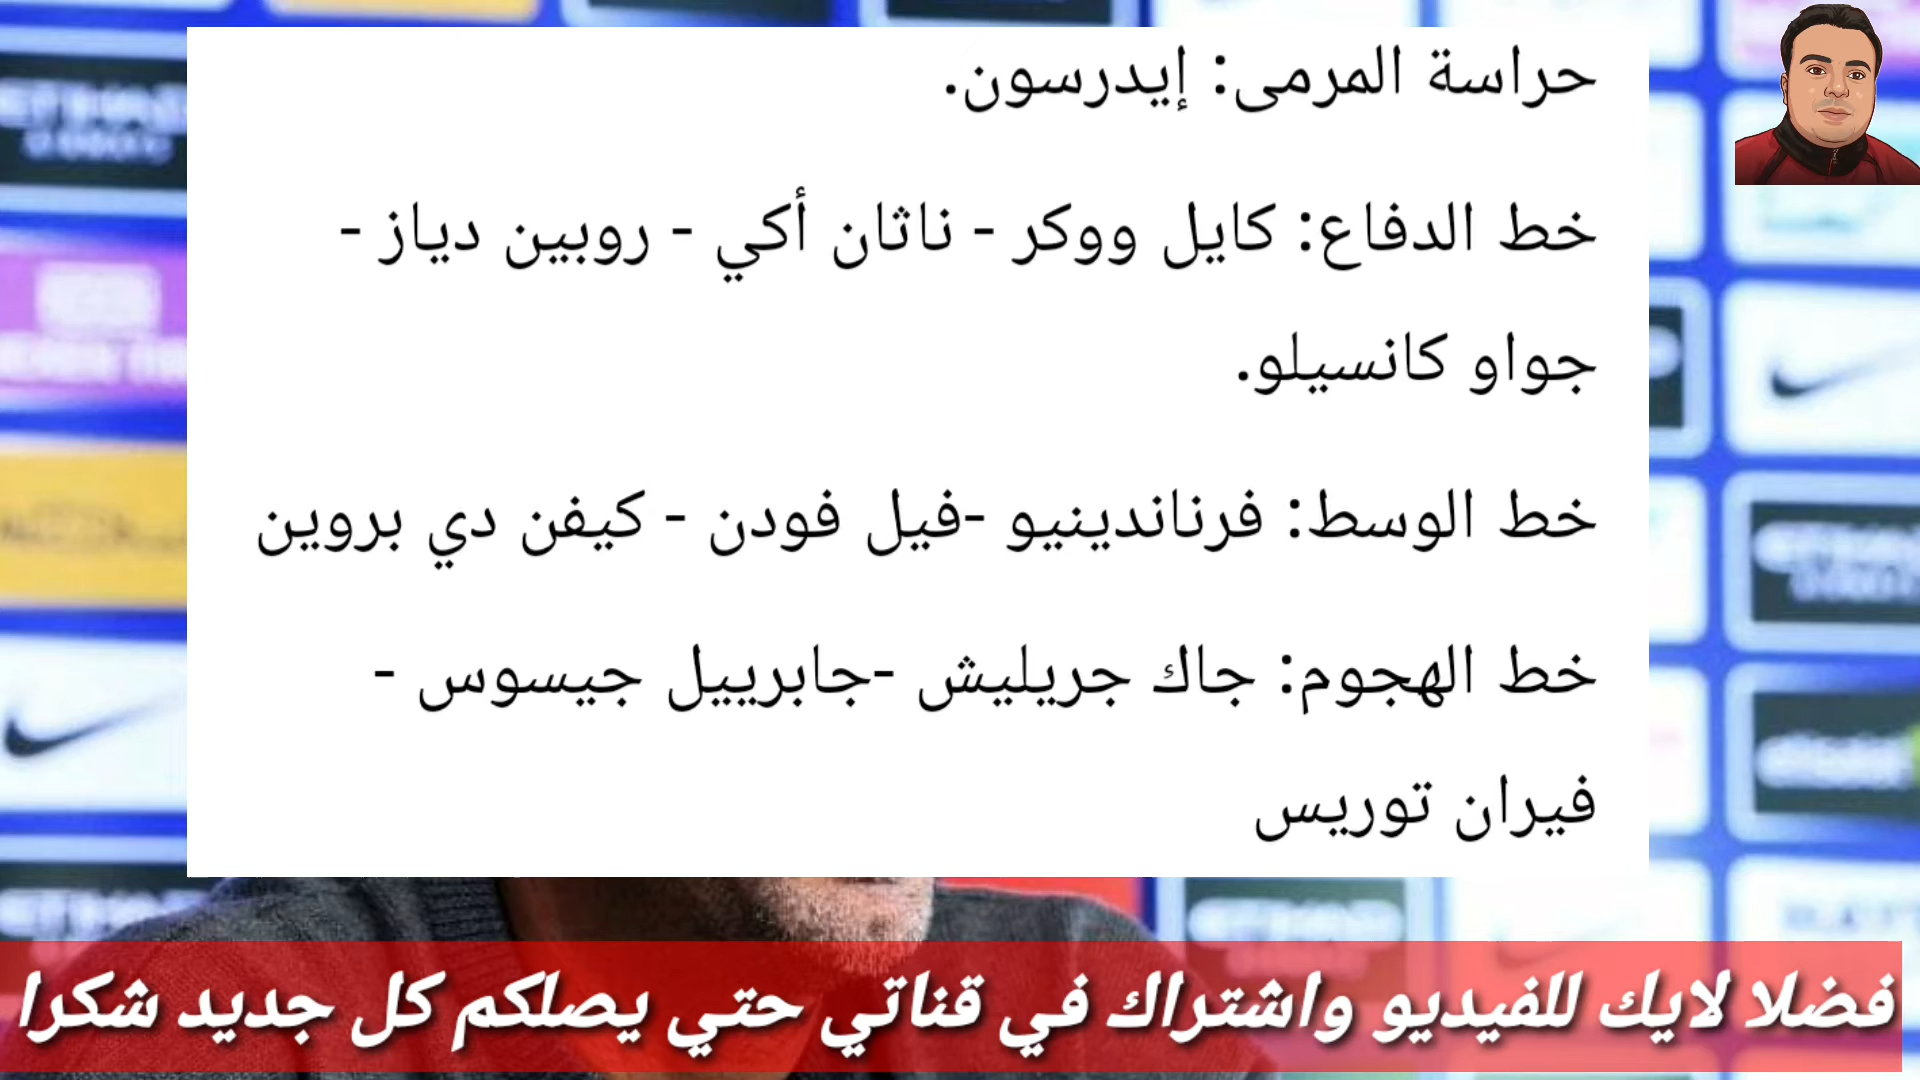 حراسة المرمى: إيدرسون.
خط الدفاع: كايل ووكر - ناثان أكي - روبين دياز -
جواو كانسيلو.
خط الوسط: فرناندينيو -فيل فودن - كيفن دي بروين
خط الهجوم: جاك جريليش -جابرييل جيسوس -
فيران توريس
فضلا لايك للفيديو واشتراك في قناتي حتي يصلكم كل جديد شكرا